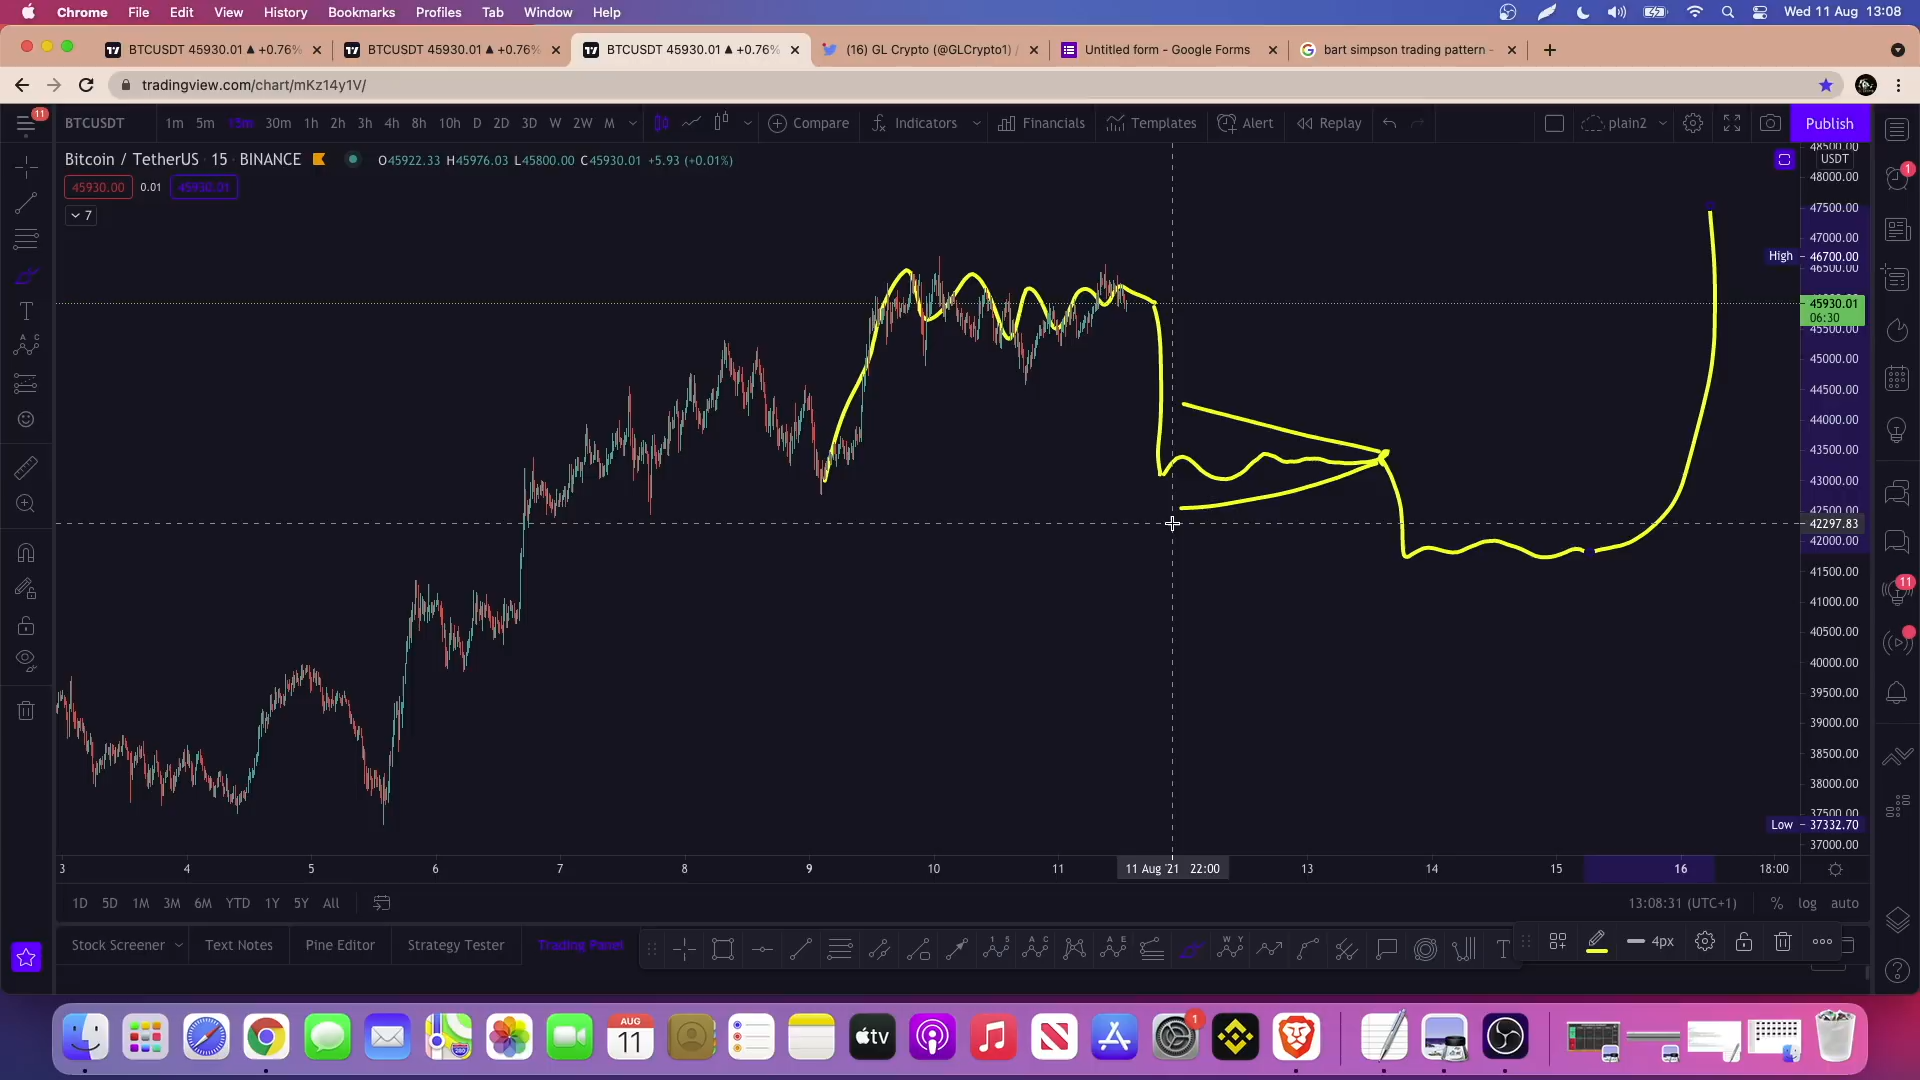 Chrome File Edit View History Bookmarks Profiles Tab Window Help Wed 11 Aug 13:08
BTCUSDT 45930.01 ▲ +0.76% BTCUSDT 45930.01 ▲ +0.76% BTCUSDT 45930.01 ▲ +0.76% (16) GL Crypto (@GLCrypto1) / Untitled form - Google Forms bart simpson trading pattern -
tradingview.com/chart/mKz14y1V/
11 BTCUSDT 1m 5m 15m 30m 1h 2h 3h 4h 8h 10h D 2D 3D W 2W M Compare Indicators Financials Templates Alert Replay plain2 Publish
Bitcoin / TetherUS · 15 · BINANCE O45922.33 H45976.03 L45800.00 C45930.01 +5.93 (+0.01%)
45930.00 0.01 45930.01
7
48500.00
USDT
48000.00
47500.00
47000.00
High 46700.00
46500.00
45930.01
06:30
45500.00
45000.00
44500.00
44000.00
43500.00
43000.00
42500.00
42297.83
42000.00
41500.00
41000.00
40500.00
40000.00
39500.00
39000.00
38500.00
38000.00
37500.00
Low 37332.70
37000.00
1
11
3 4 5 6 7 8 9 10 11 11 Aug '21 22:00 13 14 15 16 18:00
1D 5D 1M 3M 6M YTD 1Y 5Y All 13:08:31 (UTC+1) % log auto
Stock Screener Text Notes Pine Editor Strategy Tester Trading Panel 4px
AUG
11
280
tv
1